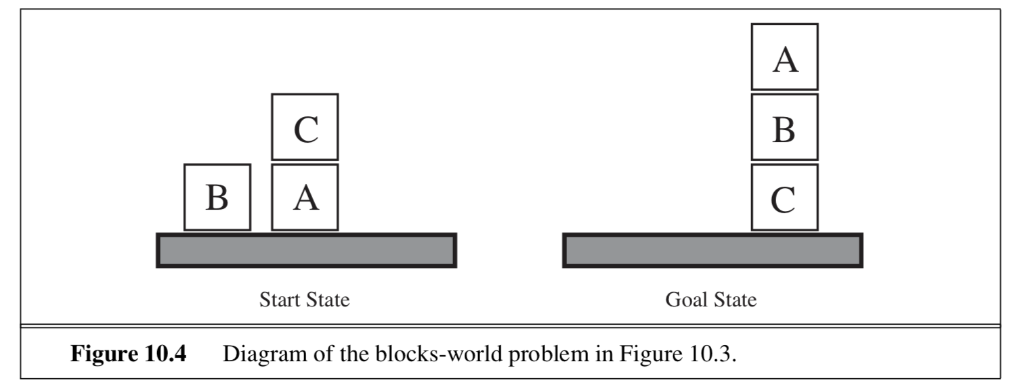 A
C
B
B A
C
Start State
Goal State
Figure 10.4 Diagram of the blocks-world problem in Figure 10.3.